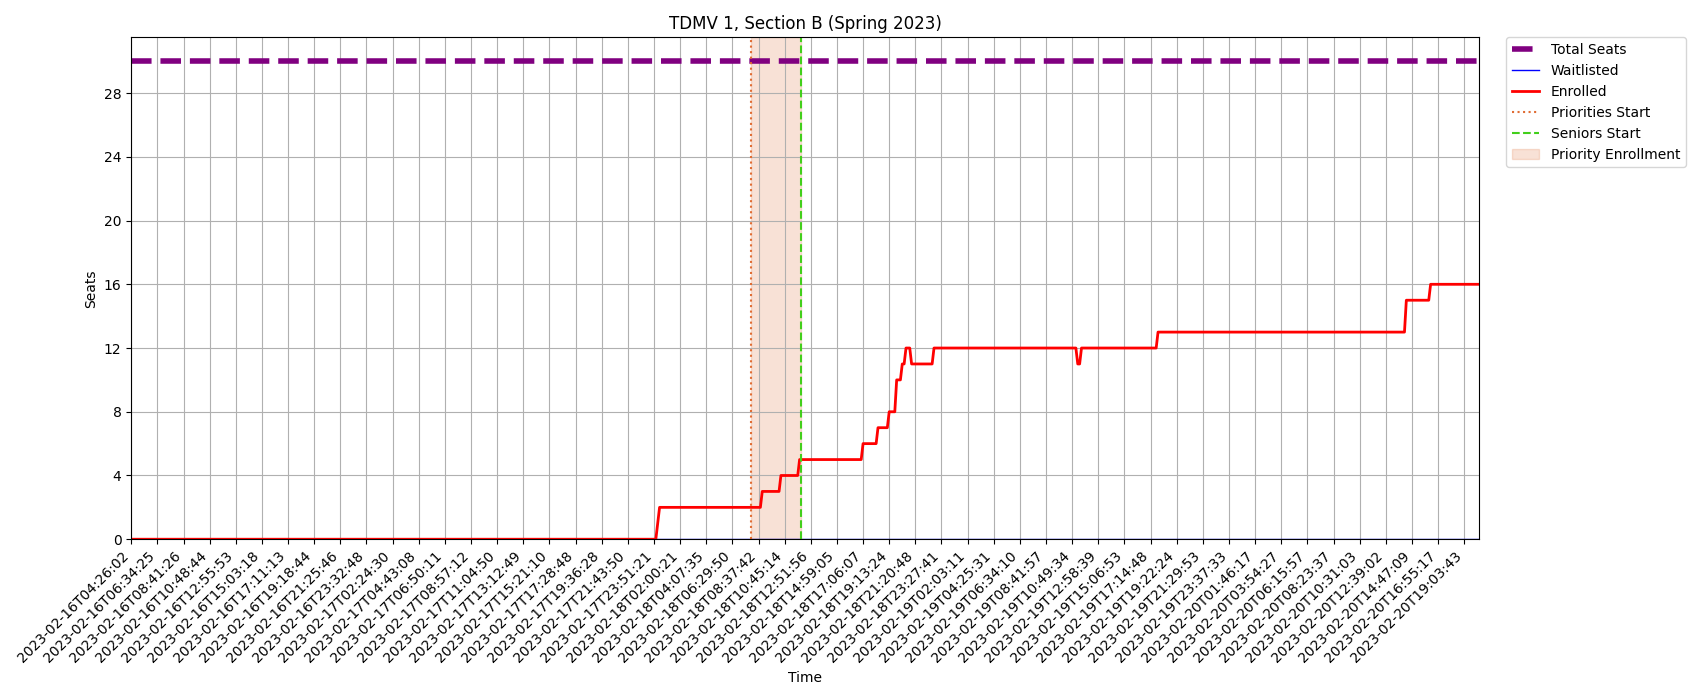 TDMV 1, Section B (Spring 2023)
Total Seats
Waitlisted
Enrolled
Priorities Start
Seniors Start
Priority Enrollment
Seats
28
24
20
16
12
8
4
0
2023-02-16T04:26:02
2023-02-16T06:34:25
2023-02-16T08:41:26
2023-02-16T10:48:44
2023-02-16T12:55:53
2023-02-16T15:03:18
2023-02-16T17:11:13
2023-02-16T19:18:44
2023-02-16T21:25:46
2023-02-16T23:32:48
2023-02-17T02:24:30
2023-02-17T04:43:08
2023-02-17T06:50:11
2023-02-17T08:57:12
2023-02-17T11:04:50
2023-02-17T13:12:49
2023-02-17T15:21:10
2023-02-17T17:28:48
2023-02-17T19:36:28
2023-02-17T21:43:50
2023-02-17T23:51:21
2023-02-18T02:00:21
2023-02-18T04:07:35
2023-02-18T06:29:50
2023-02-18T08:37:42
2023-02-18T10:45:14
2023-02-18T12:51:56
2023-02-18T14:59:05
2023-02-18T17:06:07
2023-02-18T19:13:24
2023-02-18T21:20:48
2023-02-18T23:27:41
2023-02-19T02:03:11
2023-02-19T04:25:31
2023-02-19T06:34:10
2023-02-19T08:41:57
2023-02-19T10:49:34
2023-02-19T12:58:39
2023-02-19T15:06:53
2023-02-19T17:14:48
2023-02-19T19:22:24
2023-02-19T21:29:53
2023-02-19T23:37:33
2023-02-20T01:46:17
2023-02-20T03:54:27
2023-02-20T06:15:57
2023-02-20T08:23:37
2023-02-20T10:31:03
2023-02-20T12:39:02
2023-02-20T14:47:09
2023-02-20T16:55:17
2023-02-20T19:03:43
Time